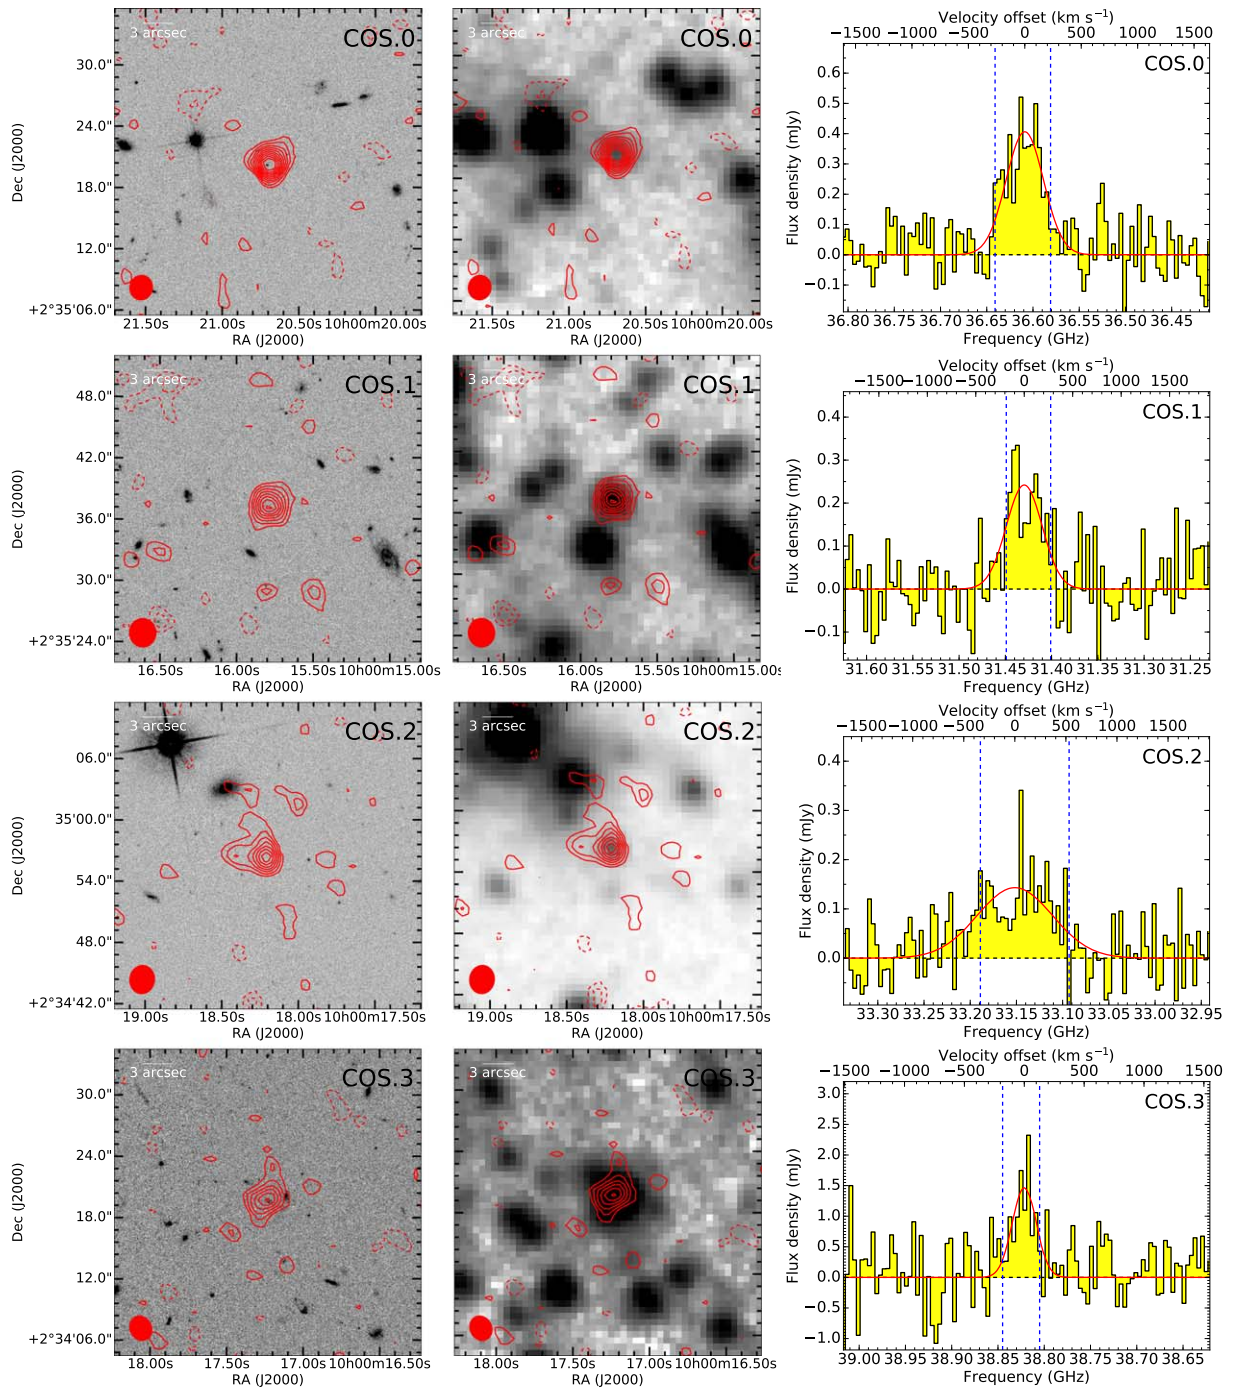 3 arcsec
COS.0
30.0"
24.0"
18.0"
12.0"
+2°35'06.0"
Dec (J2000)
21.50s 21.00s 20.50s 10h00m20.00s
RA (J2000)
3 arcsec
COS.0
21.50s 21.00s 20.50s 10h00m20.00s
RA (J2000)
Velocity offset (km s⁻¹)
−1500 −1000 −500 0 500 1000 1500
COS.0
0.6
0.5
0.4
0.3
0.2
0.1
0.0
−0.1
Flux density (mJy)
36.80 36.75 36.70 36.65 36.60 36.55 36.50 36.45
Frequency (GHz)
3 arcsec
COS.1
48.0"
42.0"
36.0"
30.0"
+2°35'24.0"
Dec (J2000)
16.50s 16.00s 15.50s 10h00m15.00s
RA (J2000)
3 arcsec
COS.1
16.50s 16.00s 15.50s 10h00m15.00s
RA (J2000)
Velocity offset (km s⁻¹)
−1500 −1000 −500 0 500 1000 1500
COS.1
0.4
0.3
0.2
0.1
0.0
−0.1
Flux density (mJy)
31.60 31.55 31.50 31.45 31.40 31.35 31.30 31.25
Frequency (GHz)
3 arcsec
COS.2
06.0"
35'00.0"
54.0"
48.0"
+2°34'42.0"
Dec (J2000)
19.00s 18.50s 18.00s 10h00m17.50s
RA (J2000)
3 arcsec
COS.2
19.00s 18.50s 18.00s 10h00m17.50s
RA (J2000)
Velocity offset (km s⁻¹)
−1500 −1000 −500 0 500 1000 1500
COS.2
0.4
0.3
0.2
0.1
0.0
Flux density (mJy)
33.30 33.25 33.20 33.15 33.10 33.05 33.00 32.95
Frequency (GHz)
3 arcsec
COS.3
30.0"
24.0"
18.0"
12.0"
+2°34'06.0"
Dec (J2000)
18.00s 17.50s 17.00s 10h00m16.50s
RA (J2000)
3 arcsec
COS.3
18.00s 17.50s 17.00s 10h00m16.50s
RA (J2000)
Velocity offset (km s⁻¹)
−1500 −1000 −500 0 500 1000 1500
COS.3
3.0
2.5
2.0
1.5
1.0
0.5
0.0
−0.5
−1.0
Flux density (mJy)
39.00 38.95 38.90 38.85 38.80 38.75 38.70 38.65
Frequency (GHz)